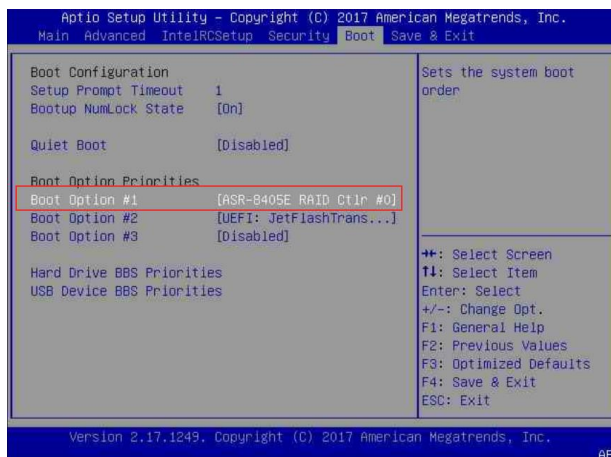 Aptio Setup Utility – Copyright (C) 2017 American Megatrends, Inc.
Main Advanced IntelRCSetup Security Boot Save & Exit
Boot Configuration
Setup Prompt Timeout 1
Bootup NumLock State [On]
Quiet Boot [Disabled]
Boot Option Priorities
Boot Option #1 [ASR-8405E RAID Ctlr #0]
Boot Option #2 [UEFI: JetFlashTrans...]
Boot Option #3 [Disabled]
Hard Drive BBS Priorities
USB Device BBS Priorities
Sets the system boot
order
→←: Select Screen
↑↓: Select Item
Enter: Select
+/-: Change Opt.
F1: General Help
F2: Previous Values
F3: Optimized Defaults
F4: Save & Exit
ESC: Exit
Version 2.17.1249. Copyright (C) 2017 American Megatrends, Inc.